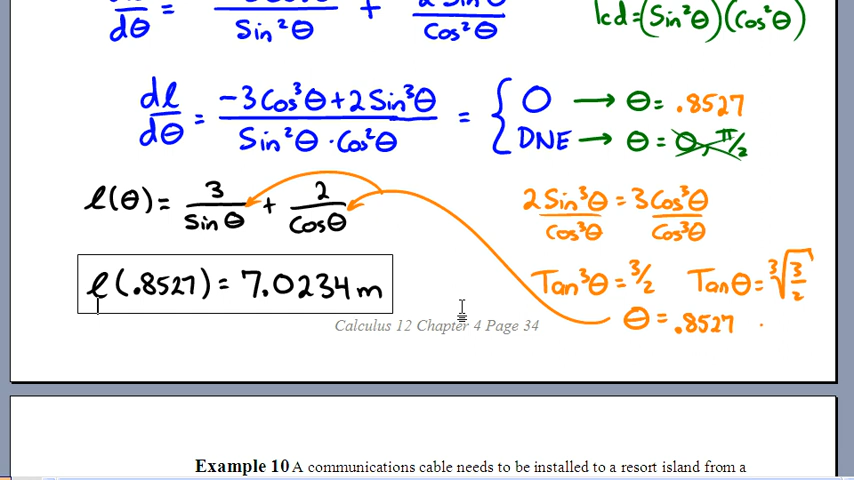 dθ = Sin²θ + Cos²θ
lcd=(Sin²θ)(Cos²θ)
dl/dθ = (-3Cos³θ+2Sin³θ)/(Sin²θ·Cos²θ) = { 0 → θ= .8527
DNE → θ = 0, π/2
l(θ)= 3/Sinθ + 2/Cosθ
2Sin³θ/Cos³θ = 3Cos³θ/Cos³θ
l(.8527) = 7.0234m
Tan³θ = 3/2 Tanθ = ∛(3/2)
θ = .8527
Calculus 12 Chapter 4 Page 34
Example 10 A communications cable needs to be installed to a resort island from a